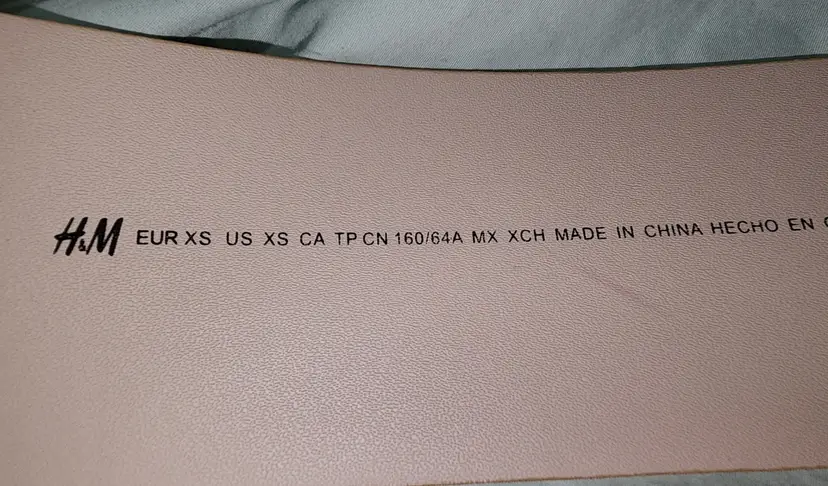 H&M EUR XS US XS CA TP CN 160/64A MX XCH MADE IN CHINA HECHO EN